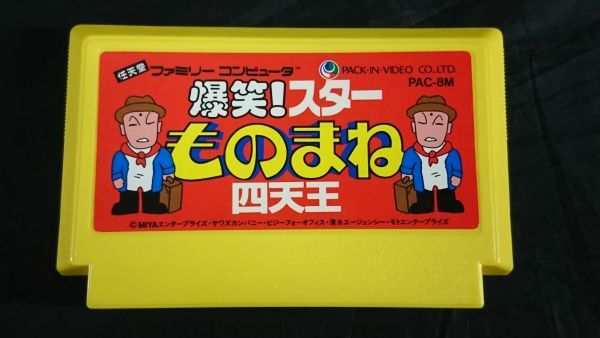 任天堂 ファミリー コンピュータ™ PACK-IN-VIDEO CO.,LTD.
PAC-8M
爆笑!スター
ものまね
四天王
©MIYAエンタープライズ・サワズカンパニー・ビジーフォーオフィス・清水エージェンシー・モトエンタープライズ